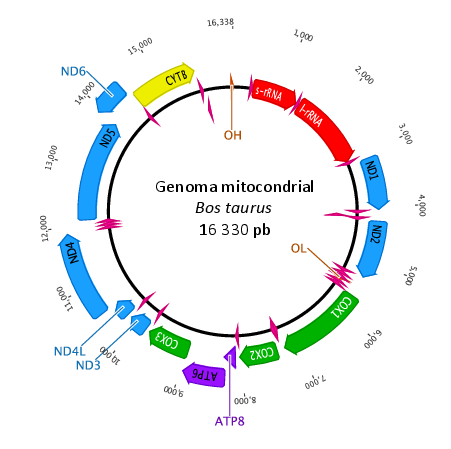 16,338
1,000
2,000
3,000
4,000
5,000
6,000
7,000
8,000
9,000
10,000
11,000
12,000
13,000
14,000
15,000
CYTB
s-rRNA
l-rRNA
ND1
ND2
OL
COX1
COX2
ATP8
ATP6
COX3
ND3
ND4L
ND4
ND5
ND6
OH
Genoma mitocondrial
Bos taurus
16 330 pb